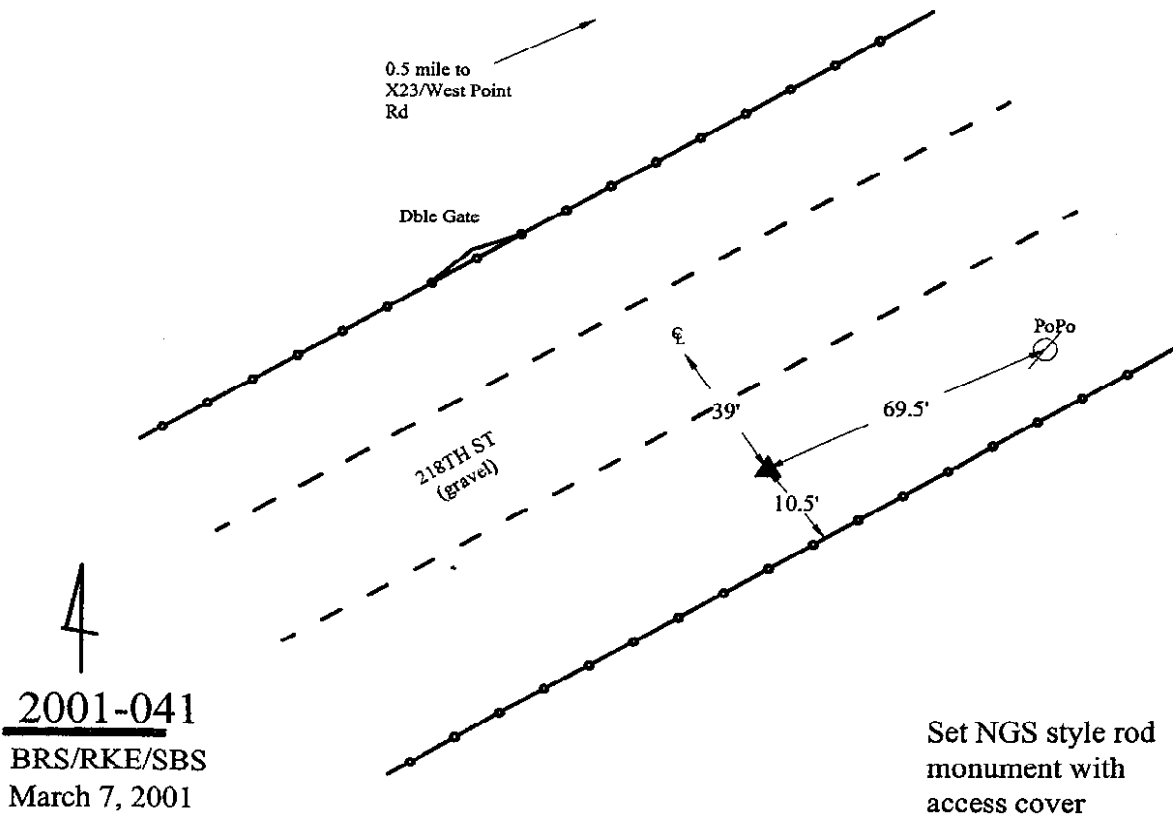 0.5 mile to
X23/West Point
Rd
Dble Gate
℄
PoPo
39'
69.5'
218TH ST
(gravel)
10.5'
2001-041
BRS/RKE/SBS
March 7, 2001
Set NGS style rod
monument with
access cover